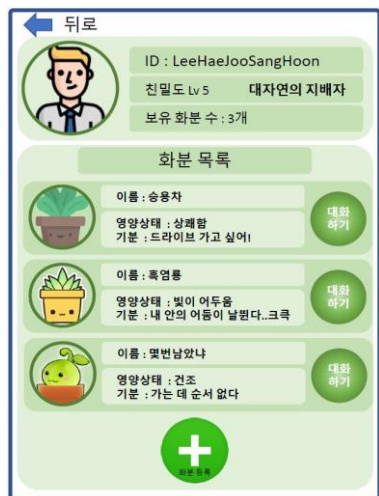 뒤로
ID : LeeHaeJooSangHoon
친밀도 Lv 5 대자연의 지배자
보유 화분 수 : 3개
화분 목록
이름 : 승용차
영양상태 : 상쾌함
기분 : 드라이브 가고 싶어!
대화
하기
이름 : 흑염룡
영양상태 : 빛이 어두움
기분 : 내 안의 어둠이 날뛴다..크큭
대화
하기
이름 : 몇번남았냐
영양상태 : 건조
기분 : 가는 데 순서 없다
대화
하기
화분 등록